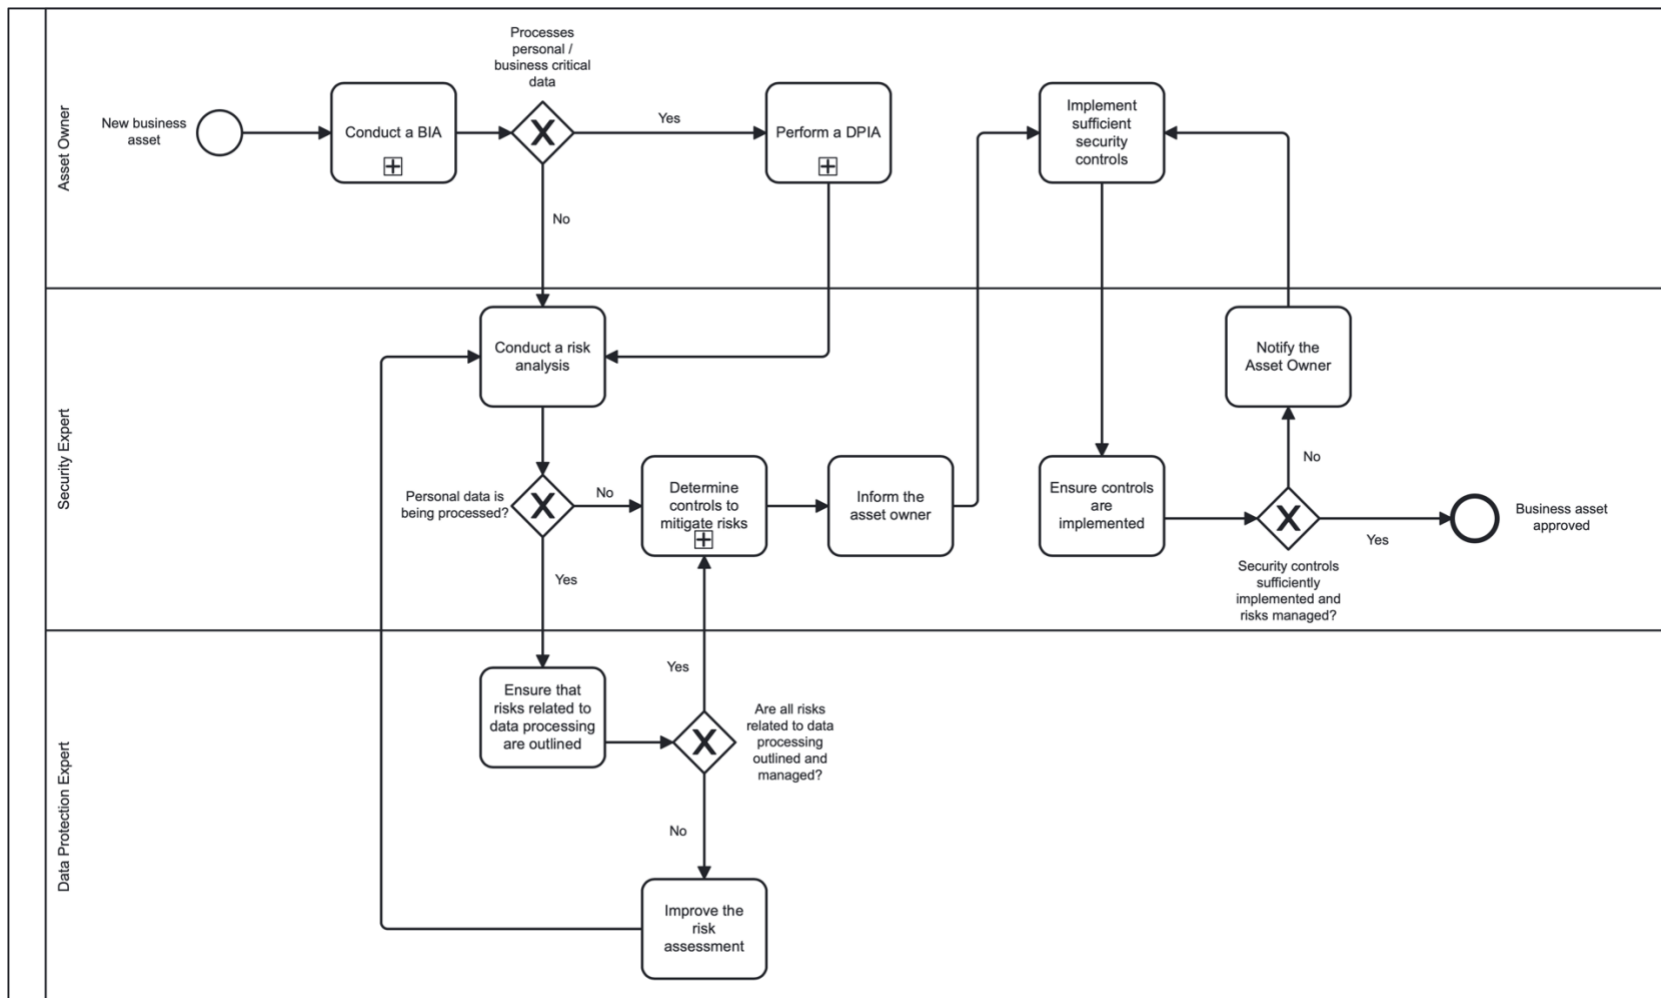 Asset Owner
New business
asset
Conduct a BIA
Processes
personal /
business critical
data
X
Yes
No
Perform a DPIA
Implement
sufficient
security
controls
Security Expert
Conduct a risk
analysis
Personal data is
being processed?
X
No
Yes
Determine
controls to
mitigate risks
Inform the
asset owner
Ensure controls
are
implemented
Notify the
Asset Owner
No
X
Yes
Security controls
sufficiently
implemented and
risks managed?
Business asset
approved
Data Protection Expert
Ensure that
risks related to
data processing
are outlined
Yes
X
Are all risks
related to data
processing
outlined and
managed?
No
Improve the
risk
assessment